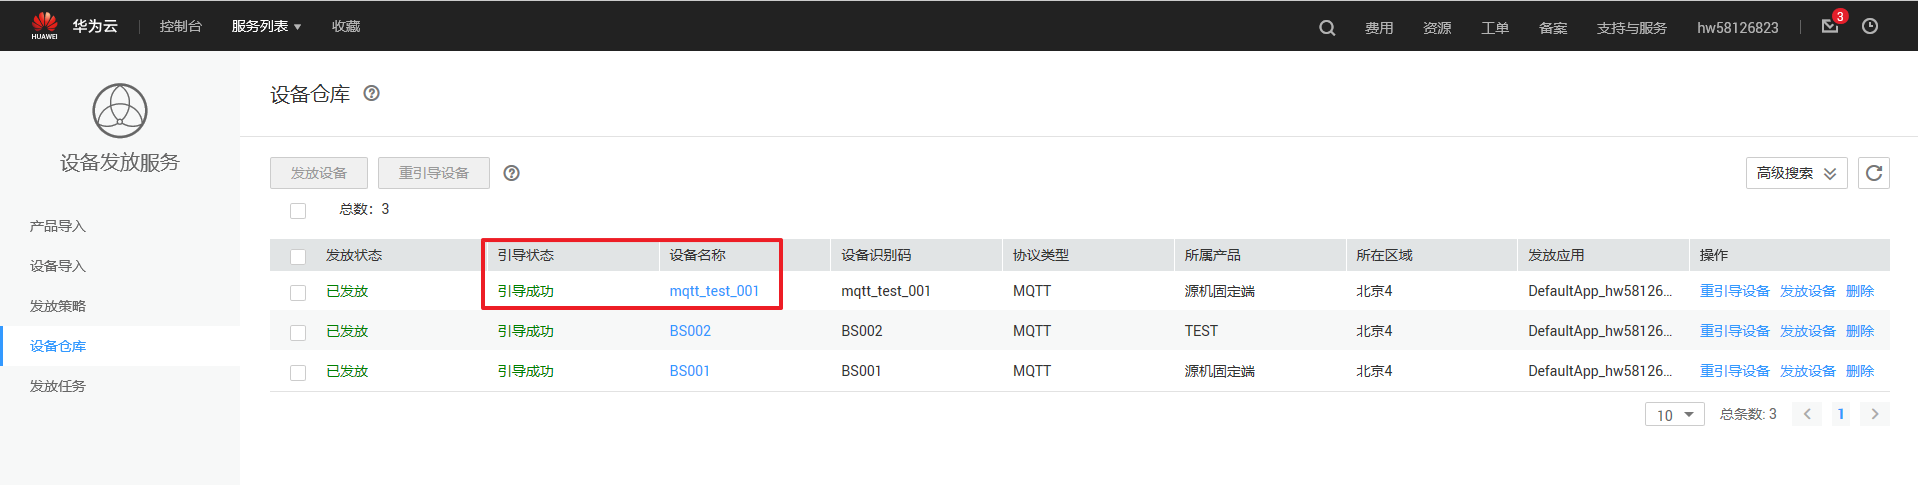 HUAWEI 华为云 控制台 服务列表 收藏 费用 资源 工单 备案 支持与服务 hw58126823 3
设备发放服务
产品导入
设备导入
发放策略
设备仓库
发放任务
设备仓库
发放设备 重引导设备 高级搜索
总数：3
发放状态 引导状态 设备名称 设备识别码 协议类型 所属产品 所在区域 发放应用 操作
已发放 引导成功 mqtt_test_001 mqtt_test_001 MQTT 源机固定端 北京4 DefaultApp_hw58126... 重引导设备 发放设备 删除
已发放 引导成功 BS002 BS002 MQTT TEST 北京4 DefaultApp_hw58126... 重引导设备 发放设备 删除
已发放 引导成功 BS001 BS001 MQTT 源机固定端 北京4 DefaultApp_hw58126... 重引导设备 发放设备 删除
10 总条数: 3 < 1 >